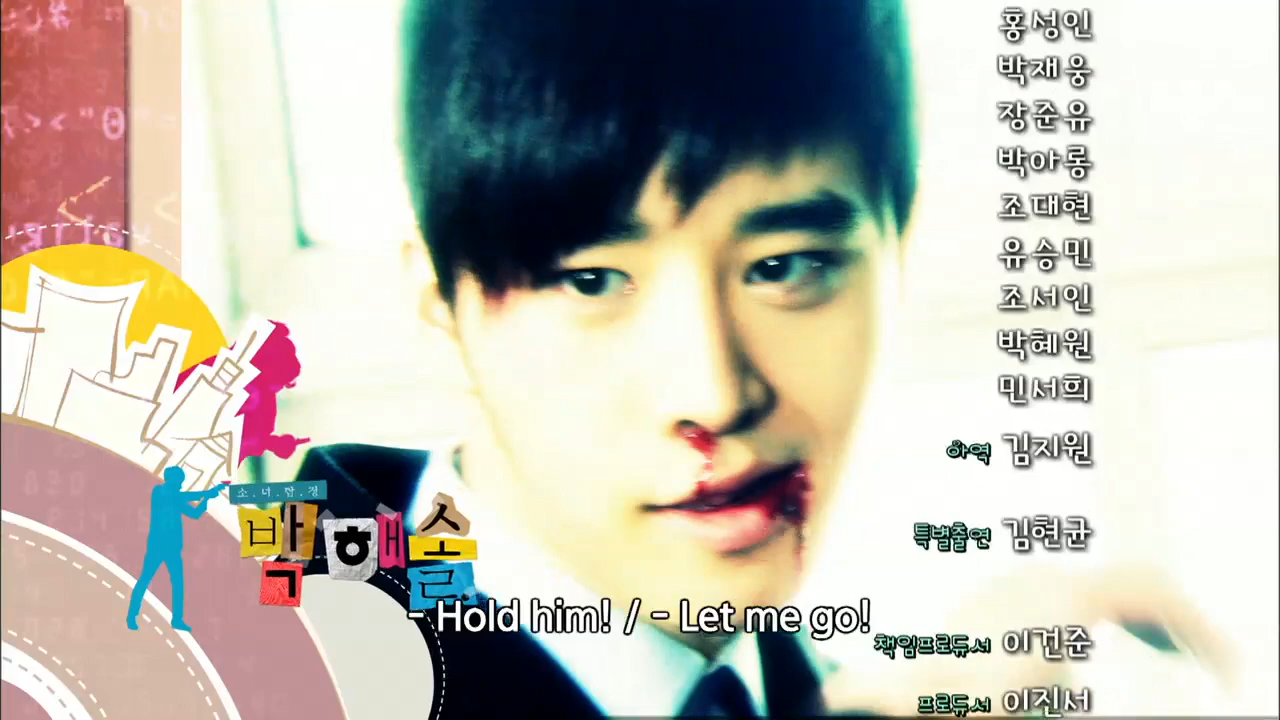 홍성인
박재웅
장준유
박아롱
조대현
유승민
조서인
박혜원
민서희
아역 김지원
특별출연 김현균
소.녀.탐.정
박해솔
- Hold him! / - Let me go!
책임프로듀서 이건준
프로듀서 이진서